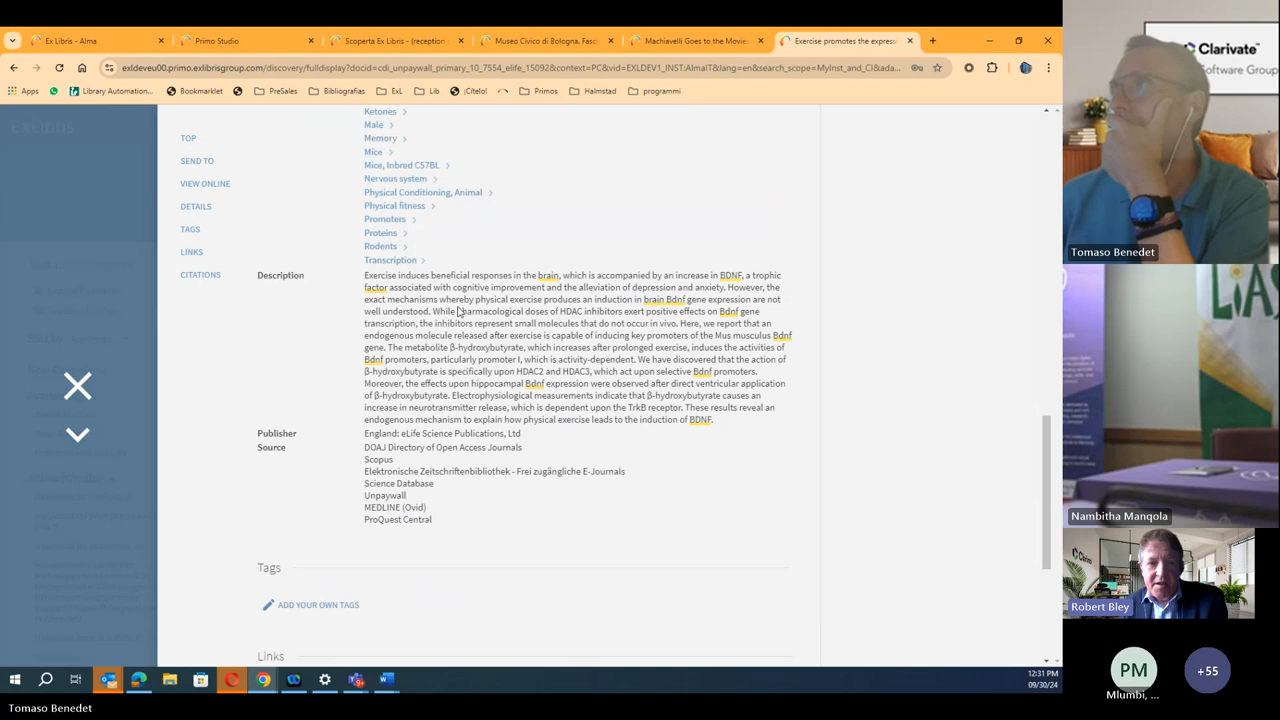 Ex Libris - Alma
Primo Studio
Scoperta Ex Libris - (reception
Museo Civico di Bologna. Fasc
Machiavelli Goes to the Movie
Exercise promotes the express
exldeveu00.primo.exlibrisgroup.com/discovery/fulldisplay?docid=cdi_unpaywall_primary_10_7554_elife_15092&context=PC&vid=EXLDEV1_INST:AlmaIT&lang=en&search_scope=MyInst_and_CI&ada...
Apps
Library Automation...
Bookmarklet
PreSales
Bibliografias
ExL
Lib
¡Cítelo!
Primos
Halmstad
programmi
ExLibris
TOP
SEND TO
VIEW ONLINE
DETAILS
TAGS
LINKS
CITATIONS
Ketones
Male
Memory
Mice
Mice, Inbred C57BL
Nervous system
Physical Conditioning, Animal
Physical fitness
Promoters
Proteins
Rodents
Transcription
Description
Exercise induces beneficial responses in the brain, which is accompanied by an increase in BDNF, a trophic
factor associated with cognitive improvement and the alleviation of depression and anxiety. However, the
exact mechanisms whereby physical exercise produces an induction in brain Bdnf gene expression are not
well understood. While pharmacological doses of HDAC inhibitors exert positive effects on Bdnf gene
transcription, the inhibitors represent small molecules that do not occur in vivo. Here, we report that an
endogenous molecule released after exercise is capable of inducing key promoters of the Mus musculus Bdnf
gene. The metabolite β-hydroxybutyrate, which increases after prolonged exercise, induces the activities of
Bdnf promoters, particularly promoter I, which is activity-dependent. We have discovered that the action of
β-hydroxybutyrate is specifically upon HDAC2 and HDAC3, which act upon selective Bdnf promoters.
Moreover, the effects upon hippocampal Bdnf expression were observed after direct ventricular application
of β-hydroxybutyrate. Electrophysiological measurements indicate that β-hydroxybutyrate causes an
increase in neurotransmitter release, which is dependent upon the TrkB receptor. These results reveal an
endogenous mechanism to explain how physical exercise leads to the induction of BDNF.
Publisher
England: eLife Science Publications, Ltd
Source
DOAJ Directory of Open Access Journals
Scopus
Elektronische Zeitschriftenbibliothek - Frei zugängliche E-Journals
Science Database
Unpaywall
MEDLINE (Ovid)
ProQuest Central
Tags
ADD YOUR OWN TAGS
Links
12:31 PM
09/30/24
Tomaso Benedet
Clarivate
Software Group
Tomaso Benedet
LIAS
Nambitha Manqola
Clarivate
Robert Bley
PM
Mlumbi, ...
+55